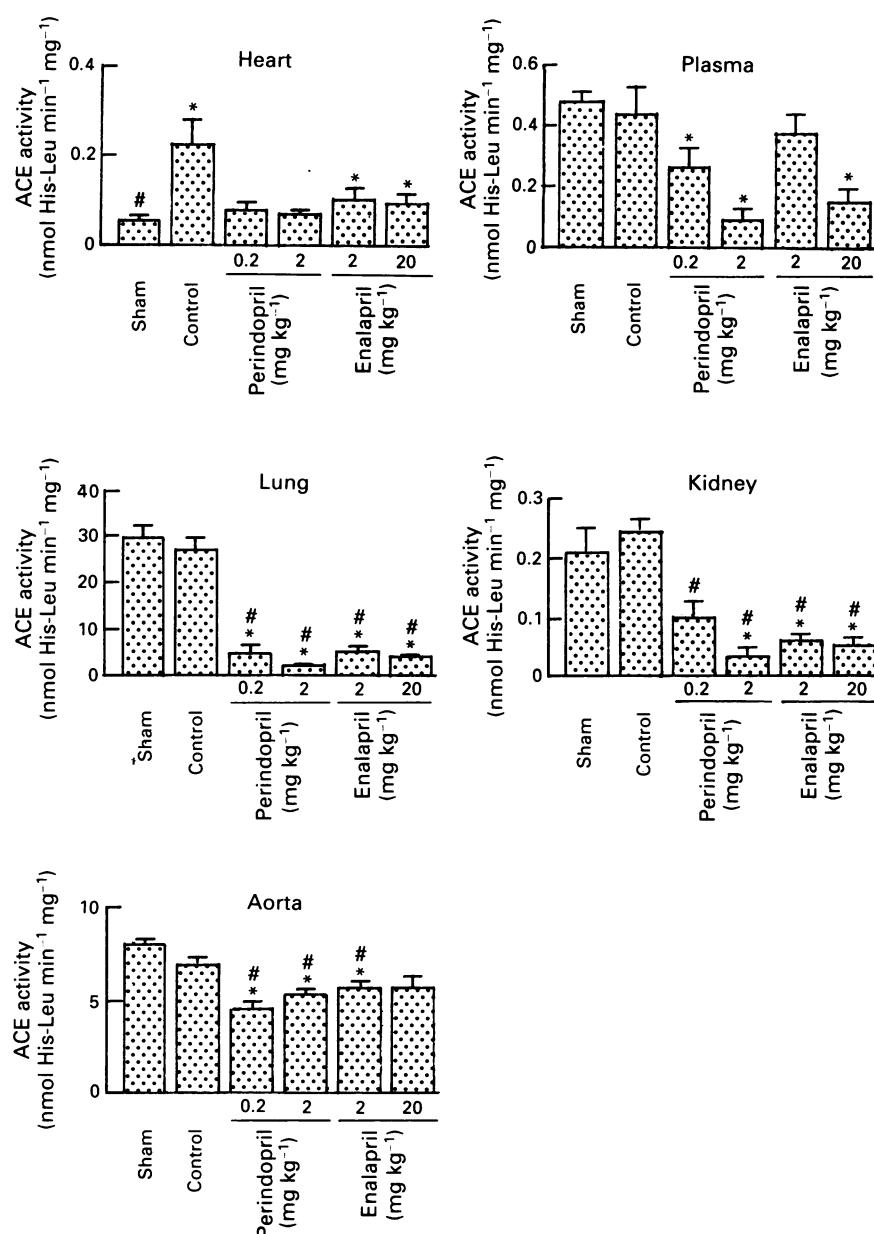 Heart
ACE activity
(nmol His-Leu min⁻¹ mg⁻¹)
0.4
0.2
0
#
*
*
*
0.2 2 2 20
Sham
Control
Perindopril
(mg kg⁻¹)
Enalapril
(mg kg⁻¹)
Plasma
ACE activity
(nmol His-Leu min⁻¹ mg⁻¹)
0.6
0.4
0.2
0
*
*
*
0.2 2 2 20
Sham
Control
Perindopril
(mg kg⁻¹)
Enalapril
(mg kg⁻¹)
Lung
ACE activity
(nmol His-Leu min⁻¹ mg⁻¹)
40
30
20
10
5
0
# # # #
* * * *
0.2 2 2 20
Sham
Control
Perindopril
(mg kg⁻¹)
Enalapril
(mg kg⁻¹)
Kidney
ACE activity
(nmol His-Leu min⁻¹ mg⁻¹)
0.3
0.2
0.1
0
# # # #
* * *
0.2 2 2 20
Sham
Control
Perindopril
(mg kg⁻¹)
Enalapril
(mg kg⁻¹)
Aorta
ACE activity
(nmol His-Leu min⁻¹ mg⁻¹)
10
5
0
# # #
* * *
0.2 2 2 20
Sham
Control
Perindopril
(mg kg⁻¹)
Enalapril
(mg kg⁻¹)